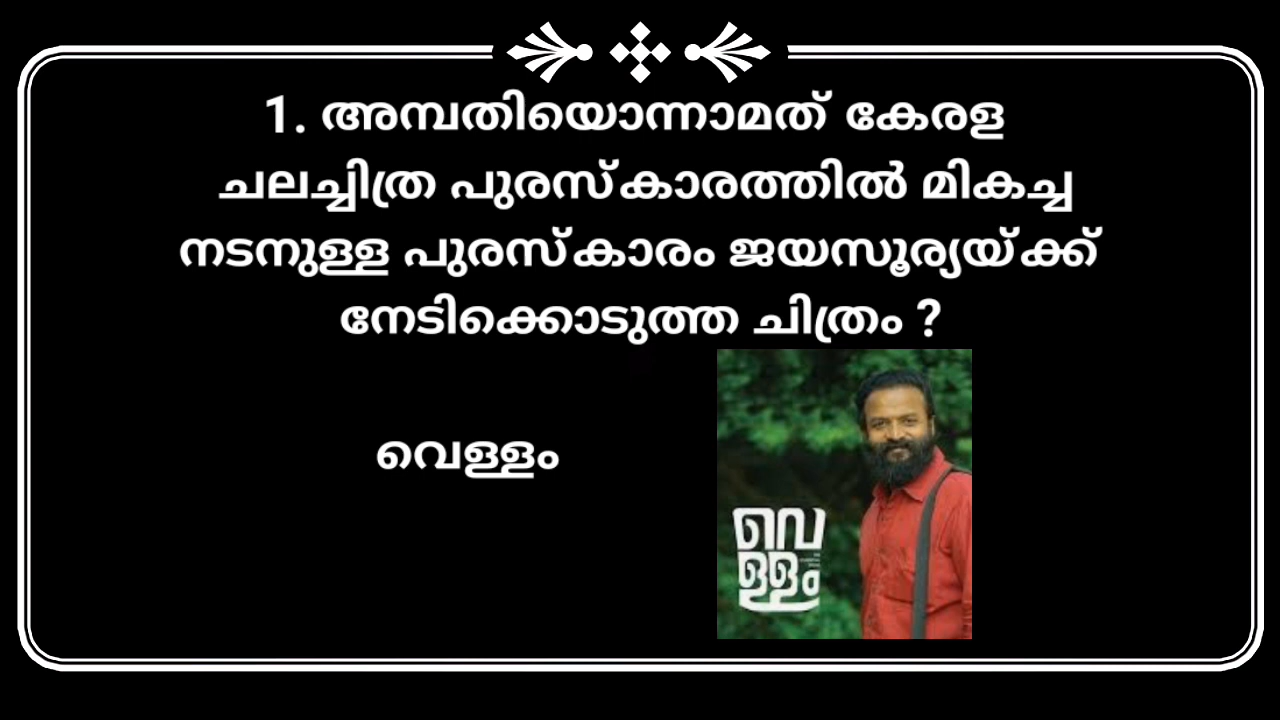 1. അമ്പതിയൊന്നാമത് കേരള
ചലച്ചിത്ര പുരസ്കാരത്തിൽ മികച്ച
നടനുള്ള പുരസ്കാരം ജയസൂര്യയ്ക്ക്
നേടിക്കൊടുത്ത ചിത്രം ?
വെള്ളം
വെ
ള്ളം